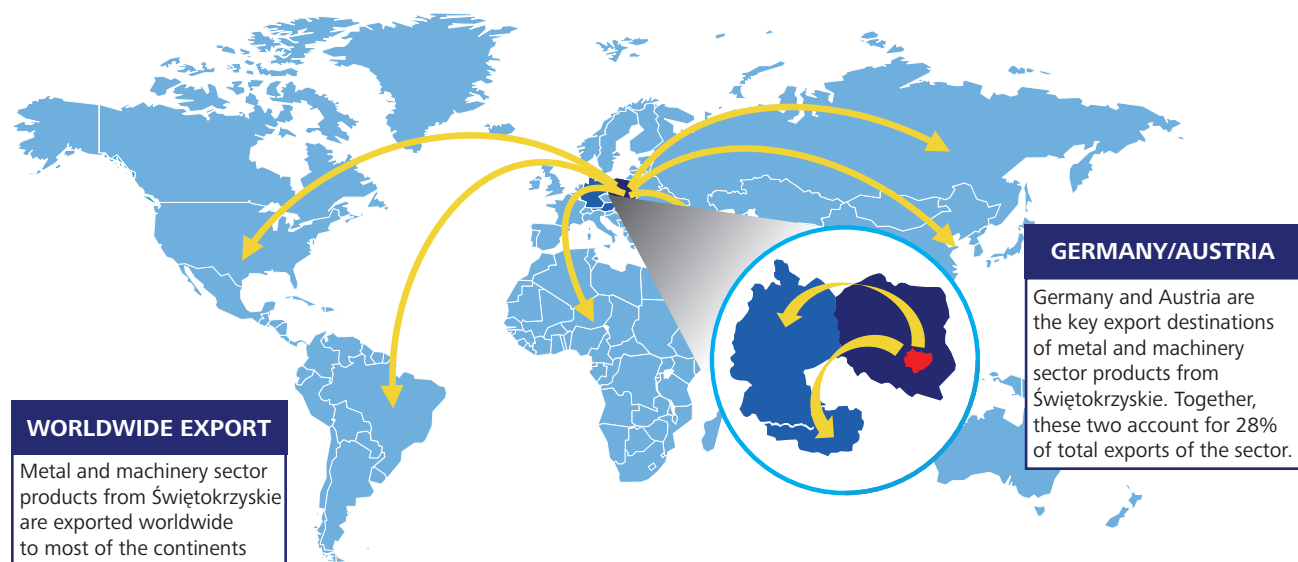 GERMANY/AUSTRIA
Germany and Austria are
the key export destinations
of metal and machinery
sector products from
Świętokrzyskie. Together,
these two account for 28%
of total exports of the sector.
WORLDWIDE EXPORT
Metal and machinery sector
products from Świętokrzyskie
are exported worldwide
to most of the continents